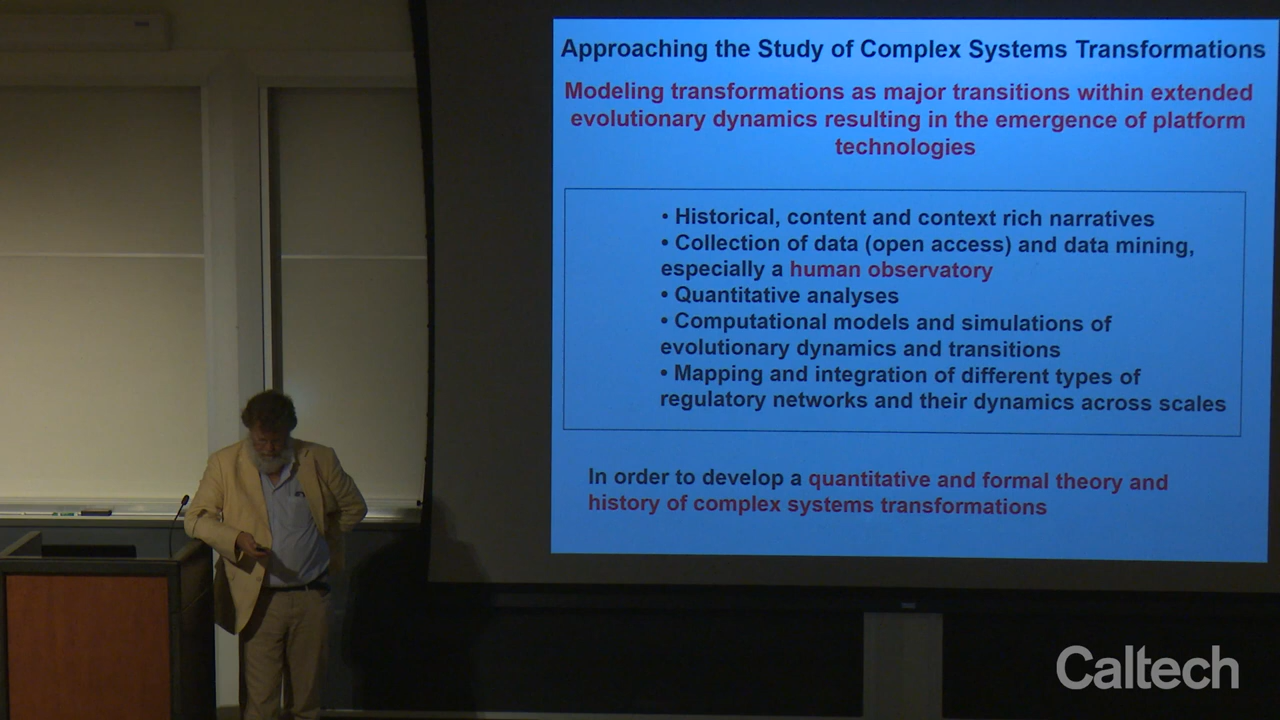 Approaching the Study of Complex Systems Transformations
Modeling transformations as major transitions within extended
evolutionary dynamics resulting in the emergence of platform
technologies
• Historical, content and context rich narratives
• Collection of data (open access) and data mining,
especially a human observatory
• Quantitative analyses
• Computational models and simulations of
evolutionary dynamics and transitions
• Mapping and integration of different types of
regulatory networks and their dynamics across scales
In order to develop a quantitative and formal theory and
history of complex systems transformations
Caltech